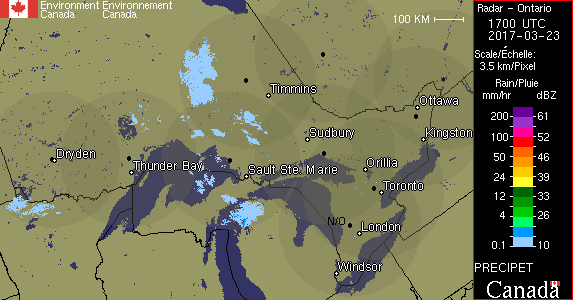 Environment Environnement
Canada Canada
100 KM
Radar - Ontario
1700 UTC
2017-03-23
Scale/Échelle:
3.5 km/Pixel
Rain/Pluie
mm/hr dBZ
200 61
100 52
50 46
24 39
12 34
4 26
0.1 10
PRECIPET
Canada
Timmins
Ottawa
Sudbury
Kingston
Dryden
Thunder Bay
Sault Ste. Marie
Orillia
Toronto
N/O
London
Windsor